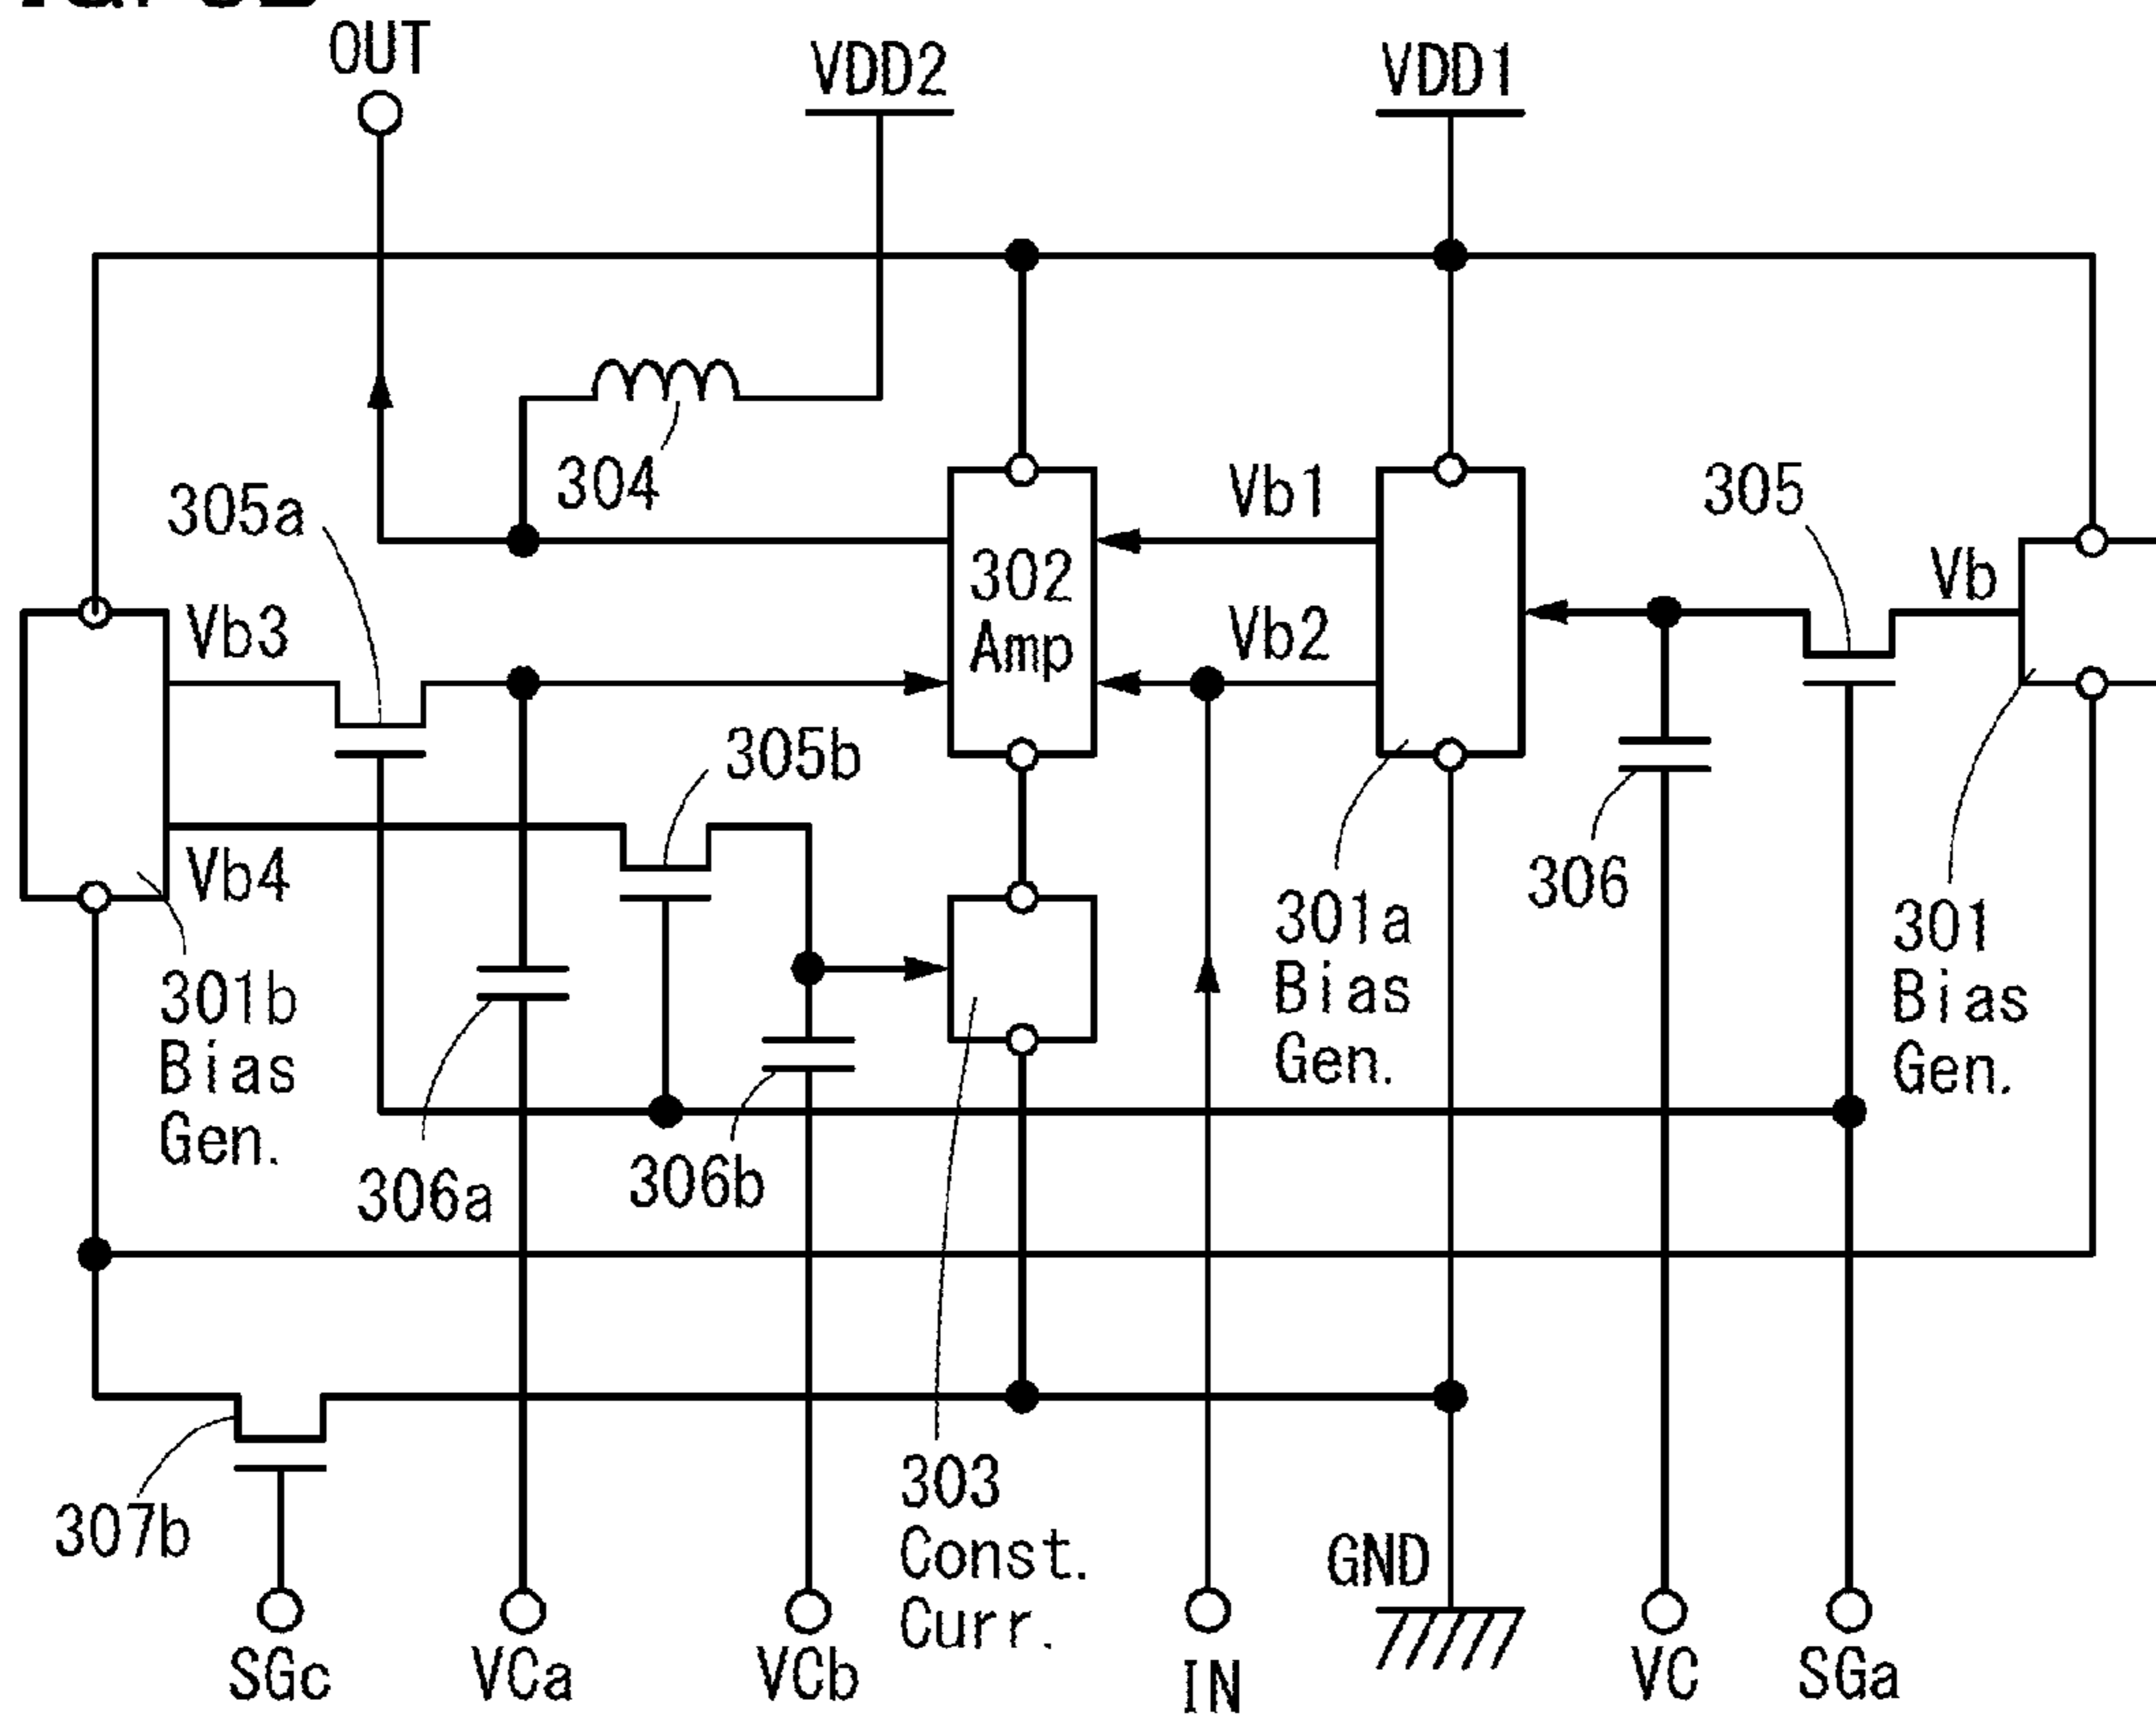 OUT
VDD2
VDD1
304
305a
Vb1
305
302
Amp
Vb
Vb3
Vb2
305b
Vb4
306
301a
Bias
Gen.
301
Bias
Gen.
301b
Bias
Gen.
306a
306b
307b
303
Const.
Curr.
GND
SGc
VCa
VCb
IN
VC
SGa